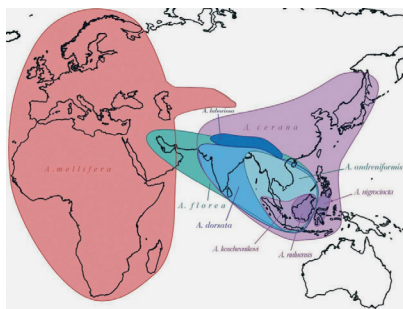 A. laboriosa
A. cerana
A. mellifera
A. andreniformis
A. nigrocincta
A. florea
A. dorsata
A. koschevnikovi
A. nuluensis